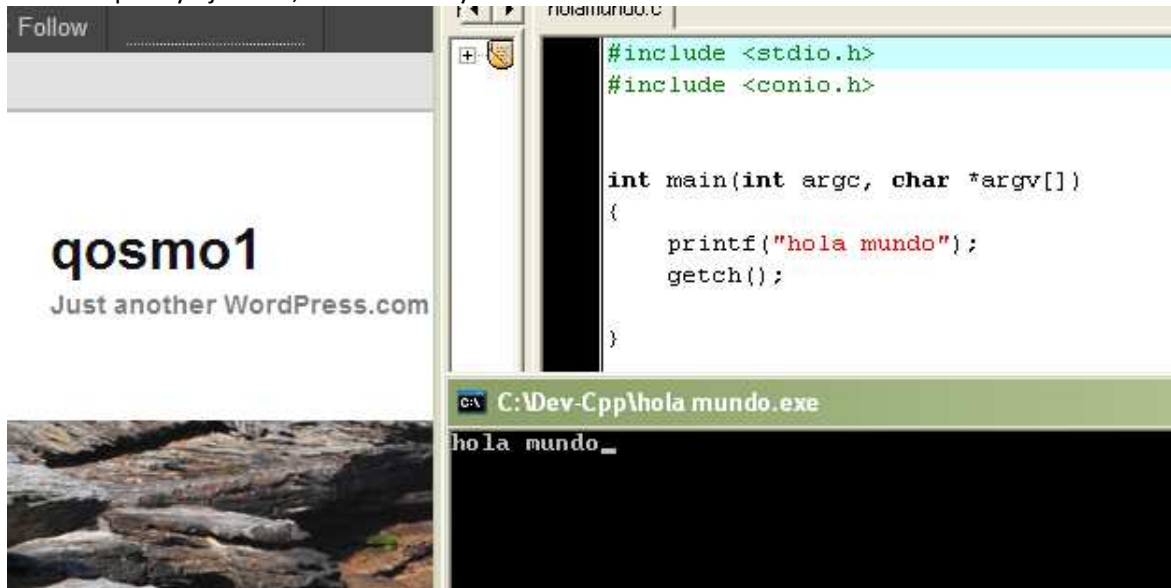 Follow
qosmo1
Just another WordPress.com
holamundo.c
#include <stdio.h>
#include <conio.h>
int main(int argc, char *argv[])
{
printf("hola mundo");
getch();
}
C:\Dev-Cpp\hola mundo.exe
hola mundo_